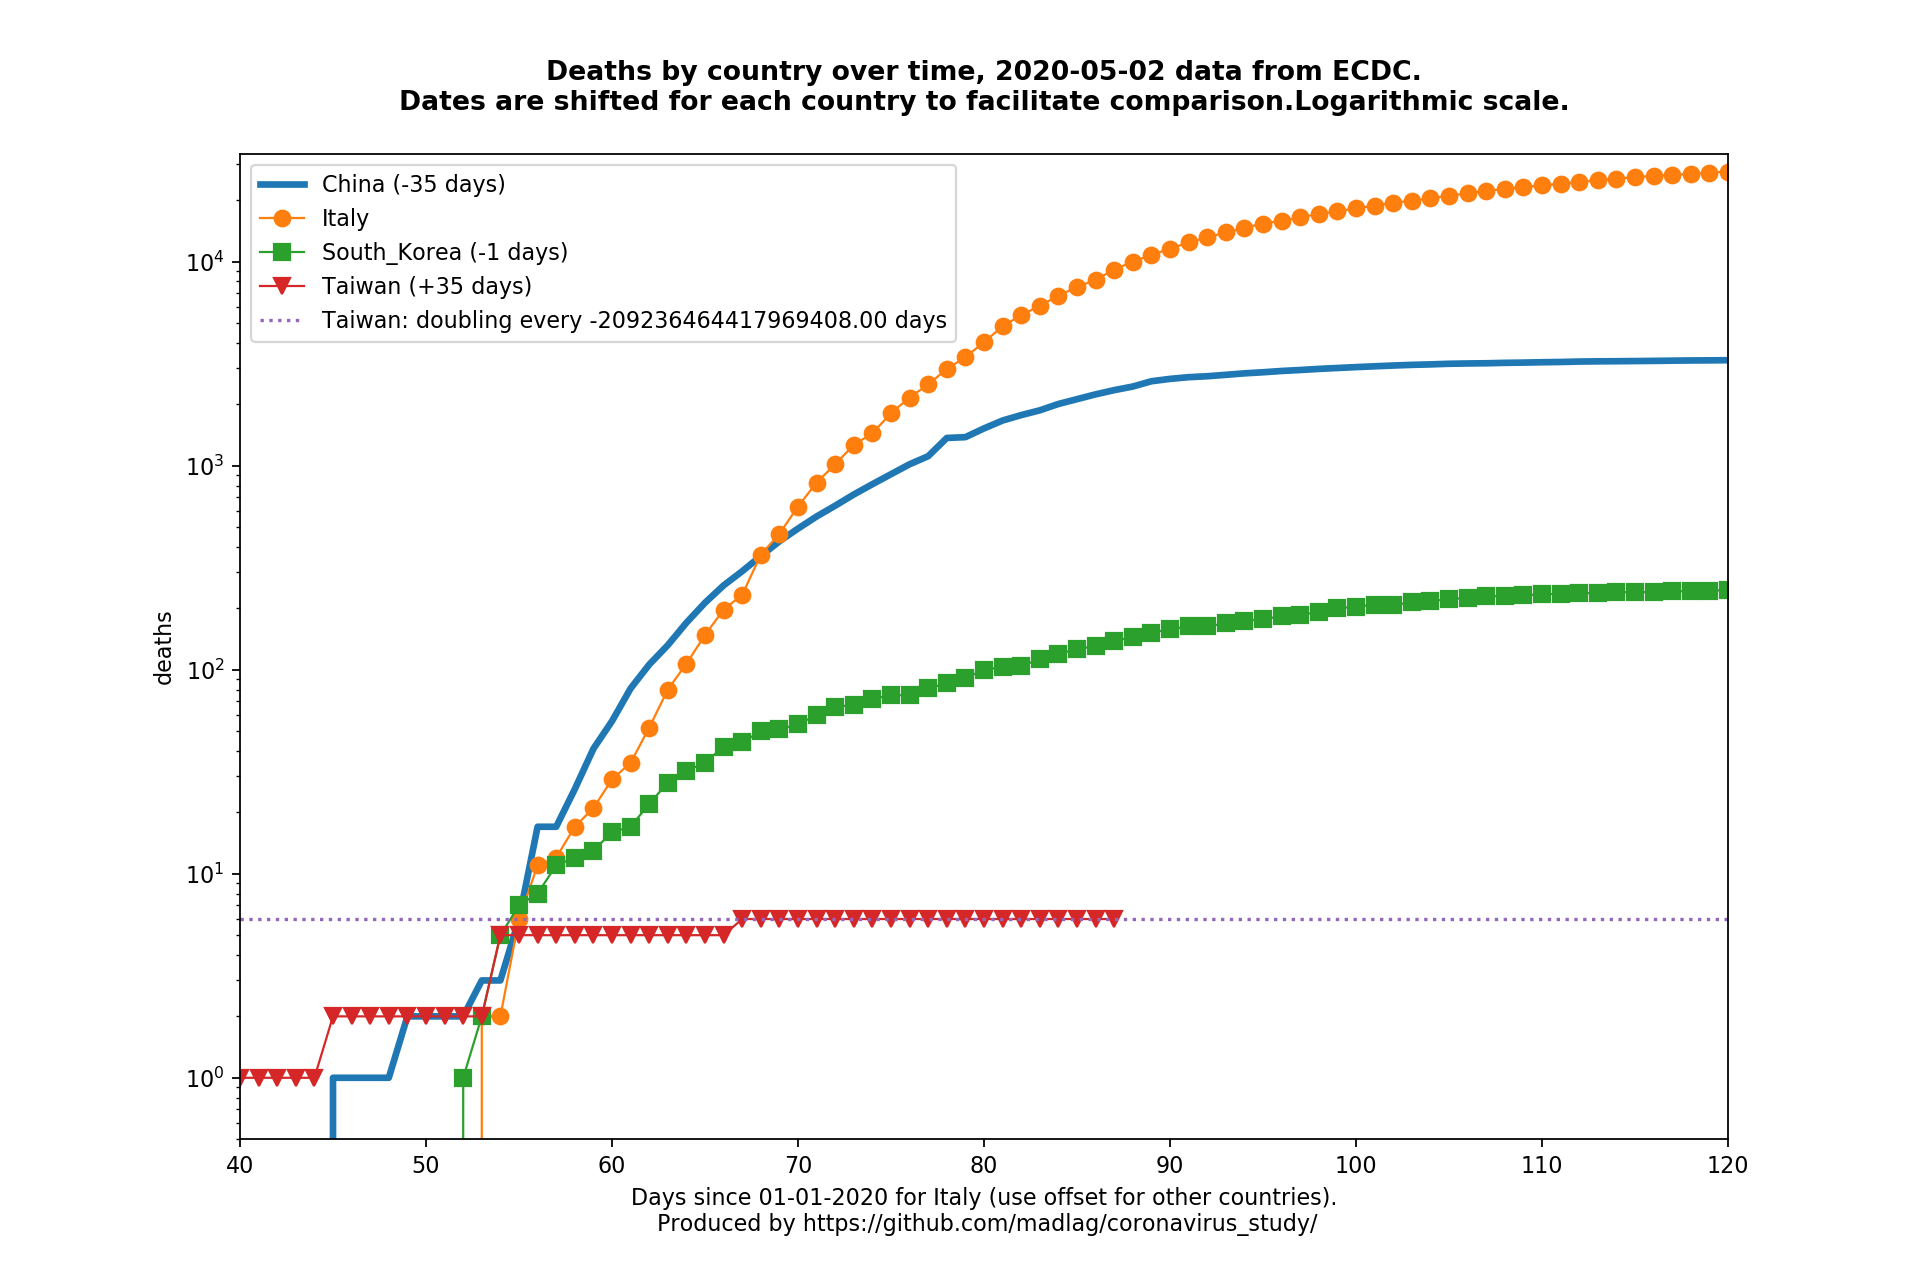 Deaths by country over time, 2020-05-02 data from ECDC.
Dates are shifted for each country to facilitate comparison.Logarithmic scale.
China (-35 days)
Italy
South_Korea (-1 days)
Taiwan (+35 days)
Taiwan: doubling every -209236464417969408.00 days
10⁴
10³
10²
10¹
10⁰
deaths
40 50 60 70 80 90 100 110 120
Days since 01-01-2020 for Italy (use offset for other countries).
Produced by https://github.com/madlag/coronavirus_study/